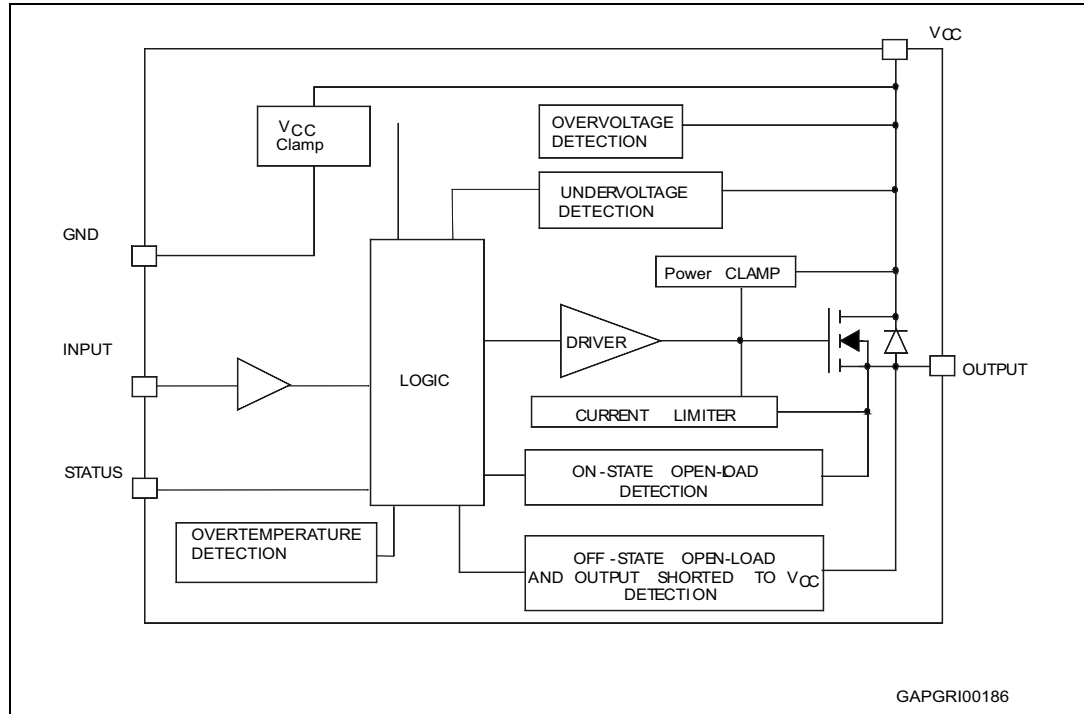 VCC
VCC
Clamp
OVERVOLTAGE
DETECTION
UNDERVOLTAGE
DETECTION
GND
Power CLAMP
INPUT
DRIVER
LOGIC
OUTPUT
CURRENT LIMITER
STATUS
ON-STATE OPEN-LOAD
DETECTION
OVERTEMPERATURE
DETECTION
OFF-STATE OPEN-LOAD
AND OUTPUT SHORTED TO VCC
DETECTION
GAPGRI00186